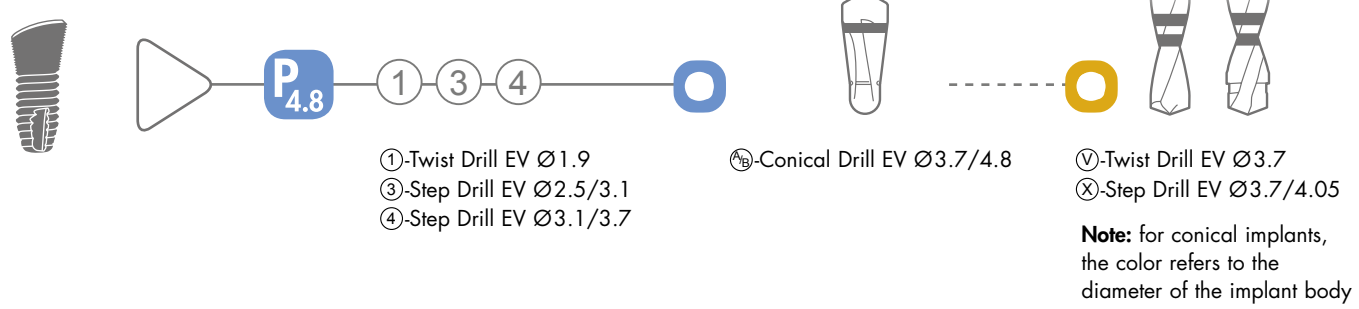 P
4.8
1 3 4
①-Twist Drill EV Ø1.9
③-Step Drill EV Ø2.5/3.1
④-Step Drill EV Ø3.1/3.7
A/B-Conical Drill EV Ø3.7/4.8
Ⓥ-Twist Drill EV Ø3.7
Ⓧ-Step Drill EV Ø3.7/4.05
Note: for conical implants,
the color refers to the
diameter of the implant body